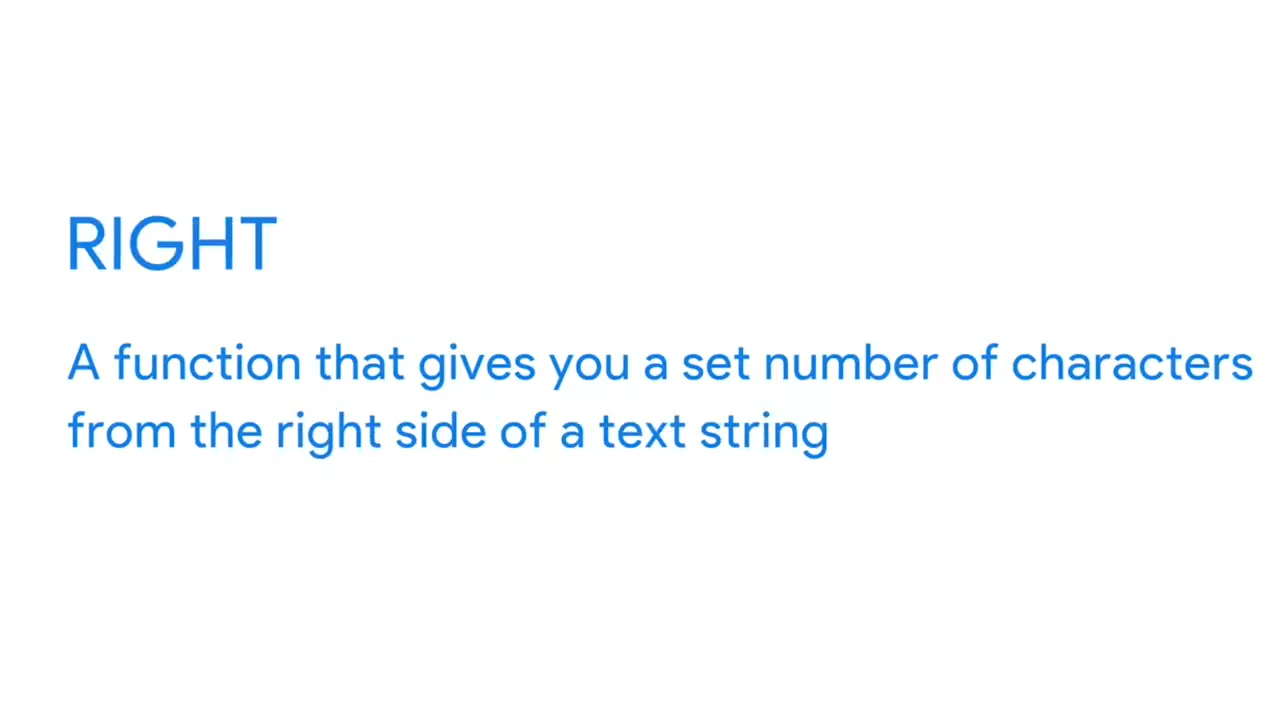 RIGHT
A function that gives you a set number of characters
from the right side of a text string